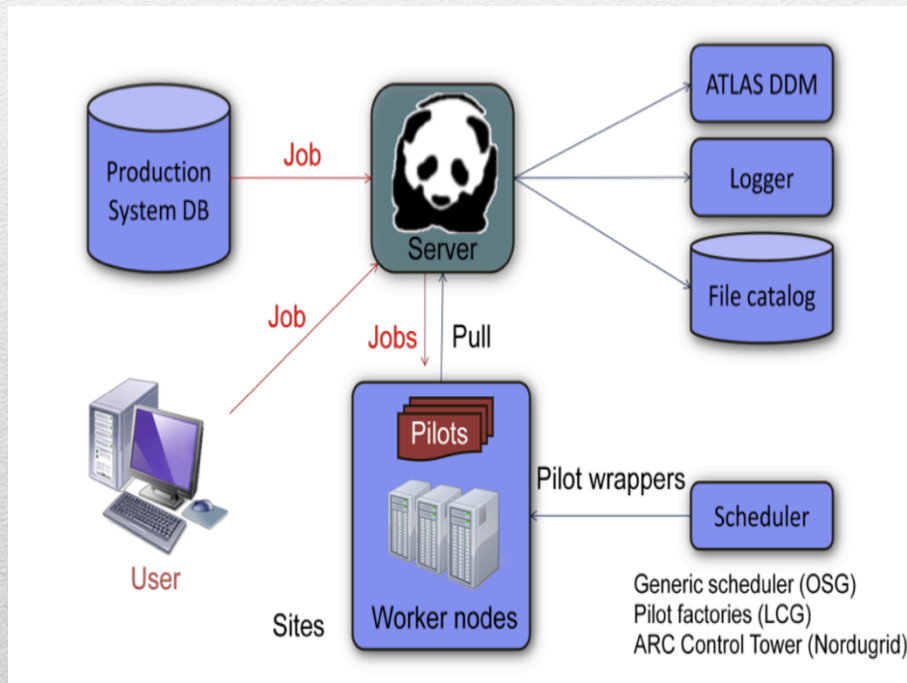 ATLAS DDM
Job
Production
System DB
Logger
Server
File catalog
Job
Jobs
Pull
Pilots
Pilot wrappers
Scheduler
User
Generic scheduler (OSG)
Pilot factories (LCG)
ARC Control Tower (Nordugrid)
Sites
Worker nodes